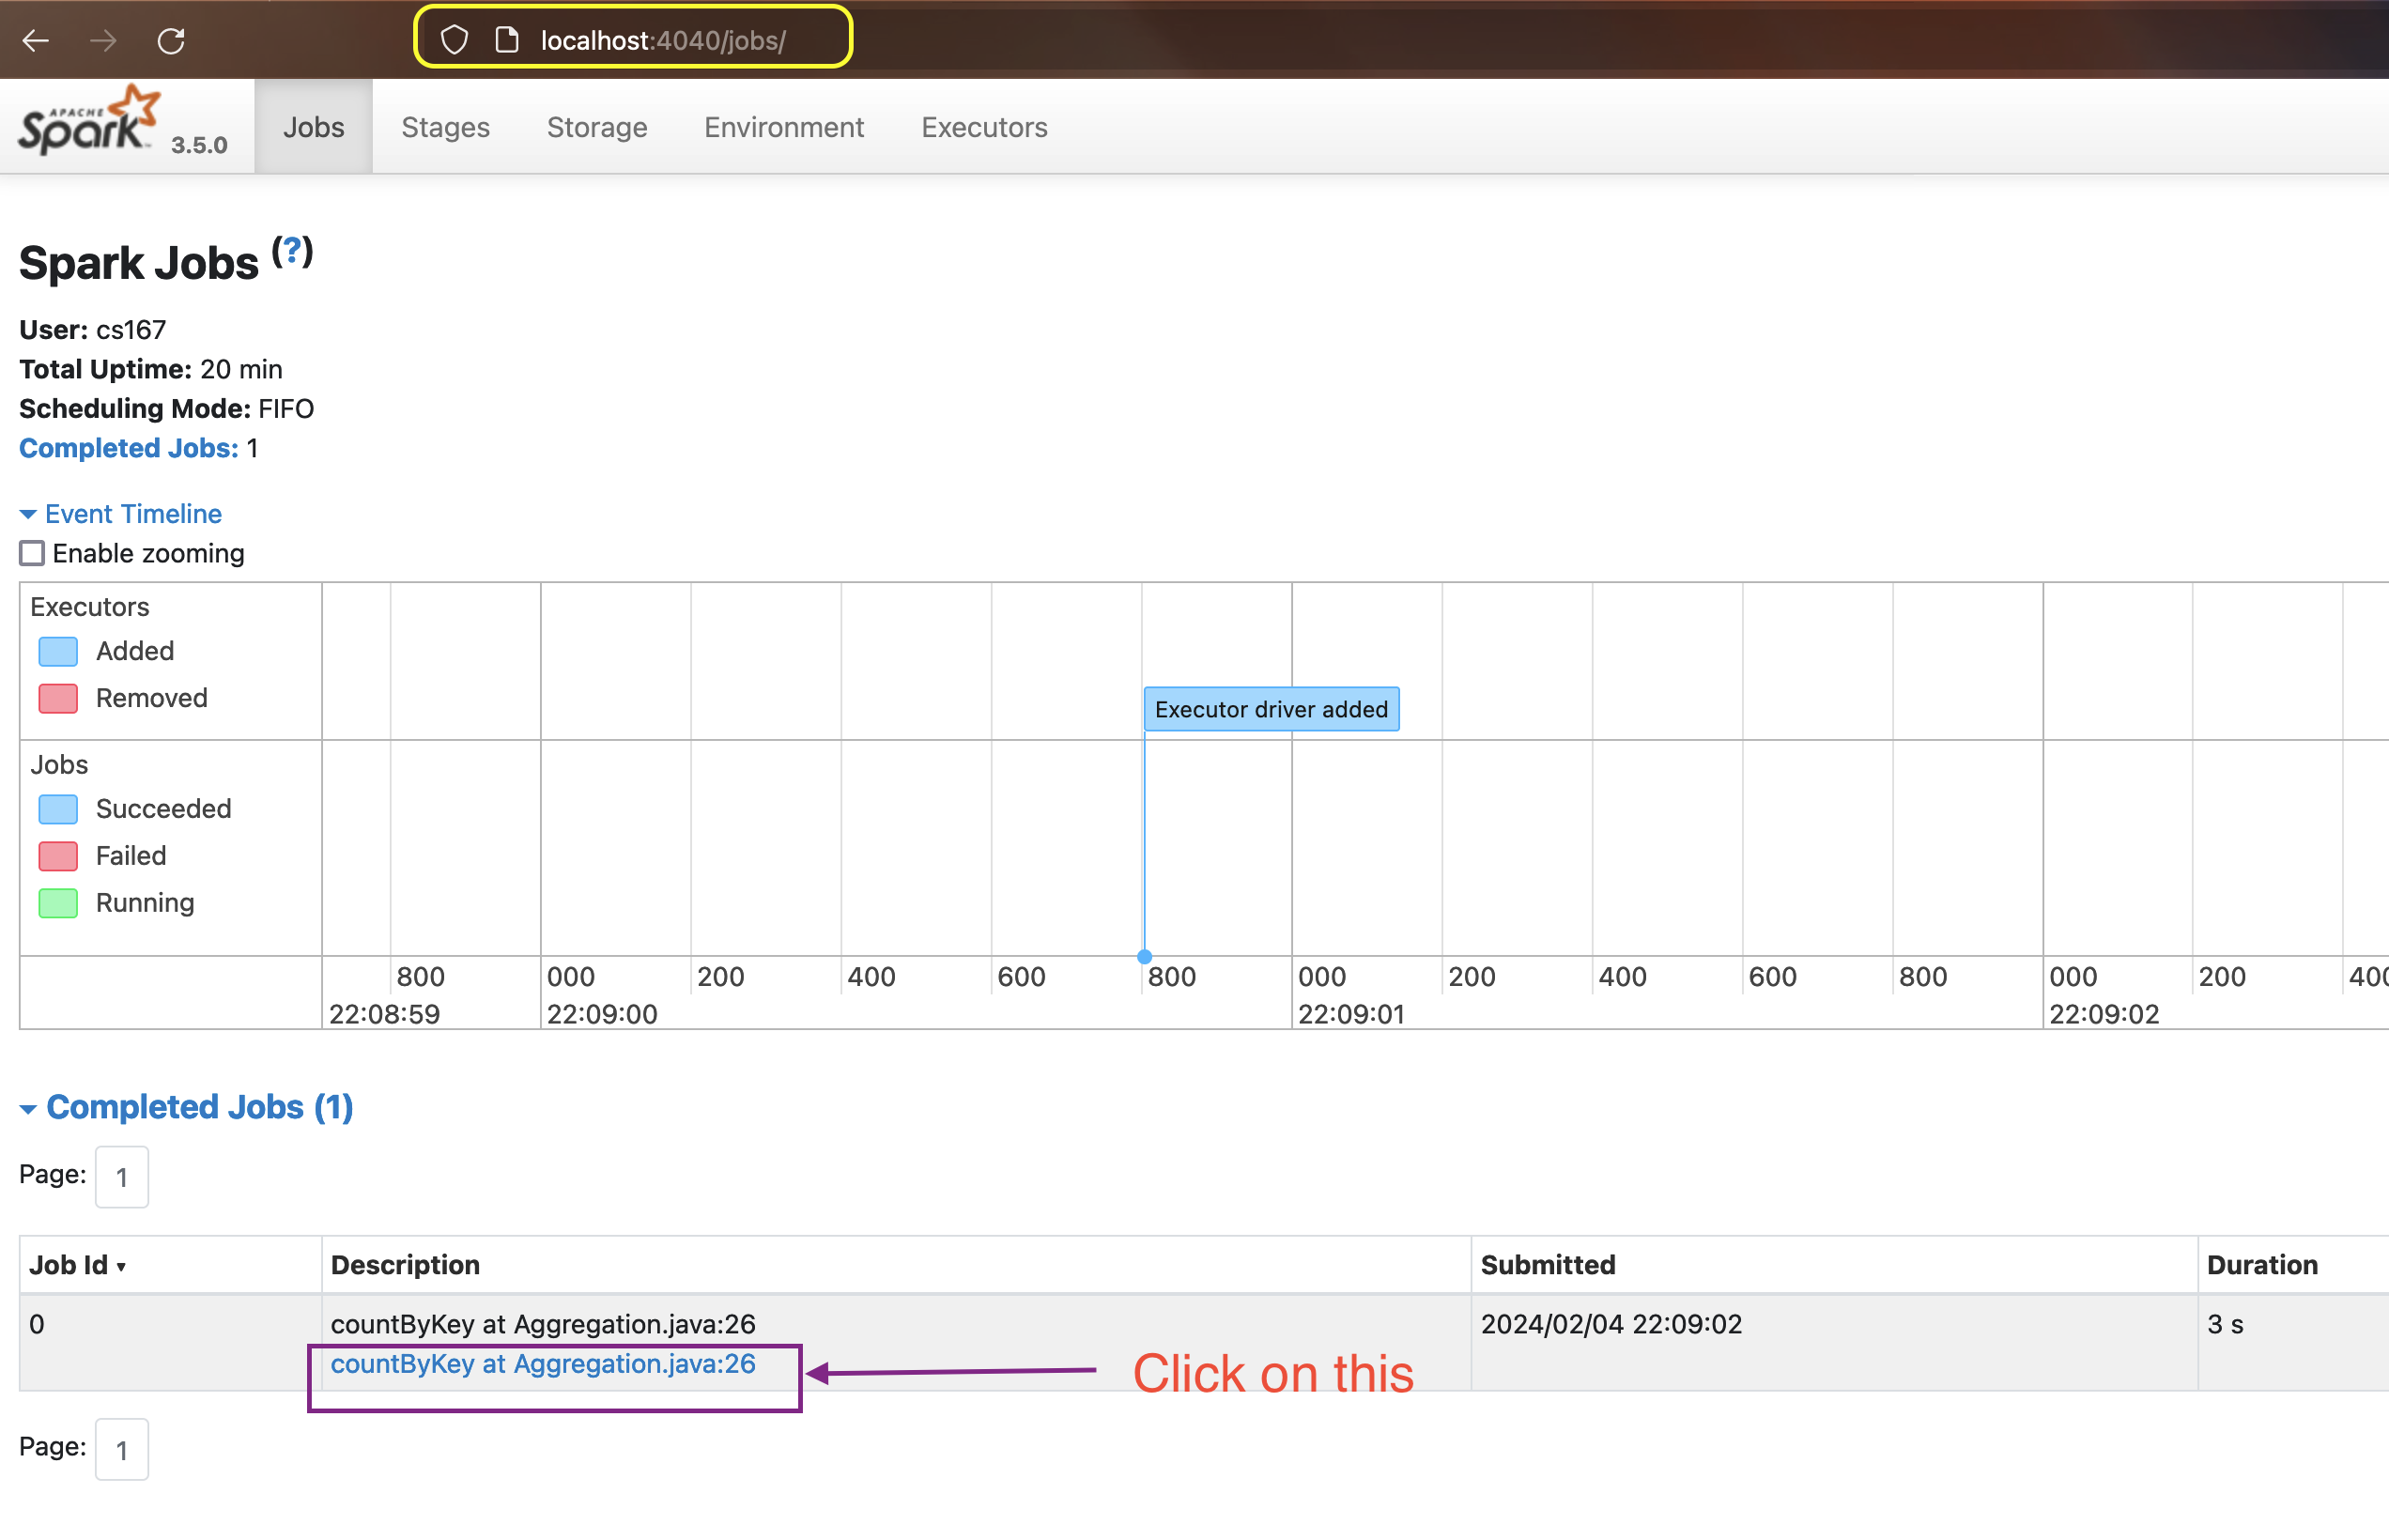 localhost:4040/jobs/
APACHE Spark™ 3.5.0 Jobs Stages Storage Environment Executors
Spark Jobs (?)
User: cs167
Total Uptime: 20 min
Scheduling Mode: FIFO
Completed Jobs: 1
Event Timeline
Enable zooming
Executors
Added
Removed
Executor driver added
Jobs
Succeeded
Failed
Running
800 000 200 400 600 800 000 200 400 600 800 000 200
22:08:59 22:09:00 22:09:01 22:09:02
Completed Jobs (1)
Page: 1
Job Id ▾ Description Submitted Duration
0 countByKey at Aggregation.java:26 2024/02/04 22:09:02 3 s
countByKey at Aggregation.java:26 Click on this
Page: 1